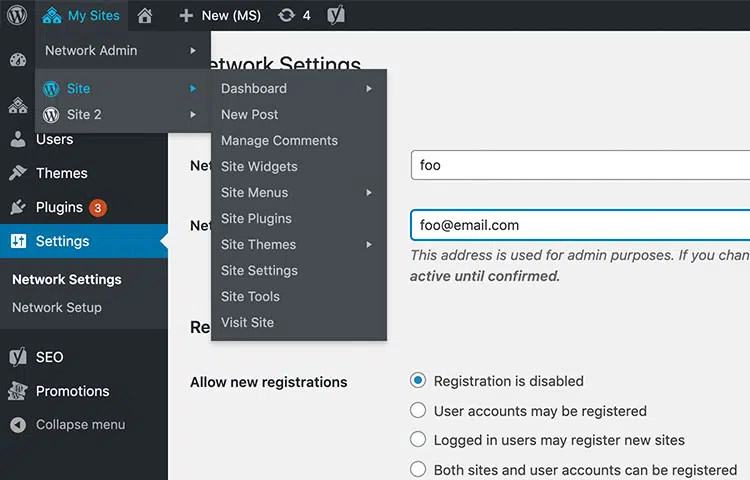 My Sites
New (MS)
4
Network Admin
Site
Site 2
Dashboard
New Post
Manage Comments
Site Widgets
Site Menus
Site Plugins
Site Themes
Site Settings
Site Tools
Visit Site
Users
Themes
Plugins 3
Settings
Network Settings
Network Setup
SEO
Promotions
Collapse menu
etwork Settings
Net
foo
Net
foo@email.com
This address is used for admin purposes. If you chan
active until confirmed.
Re
Allow new registrations
Registration is disabled
User accounts may be registered
Logged in users may register new sites
Both sites and user accounts can be registered